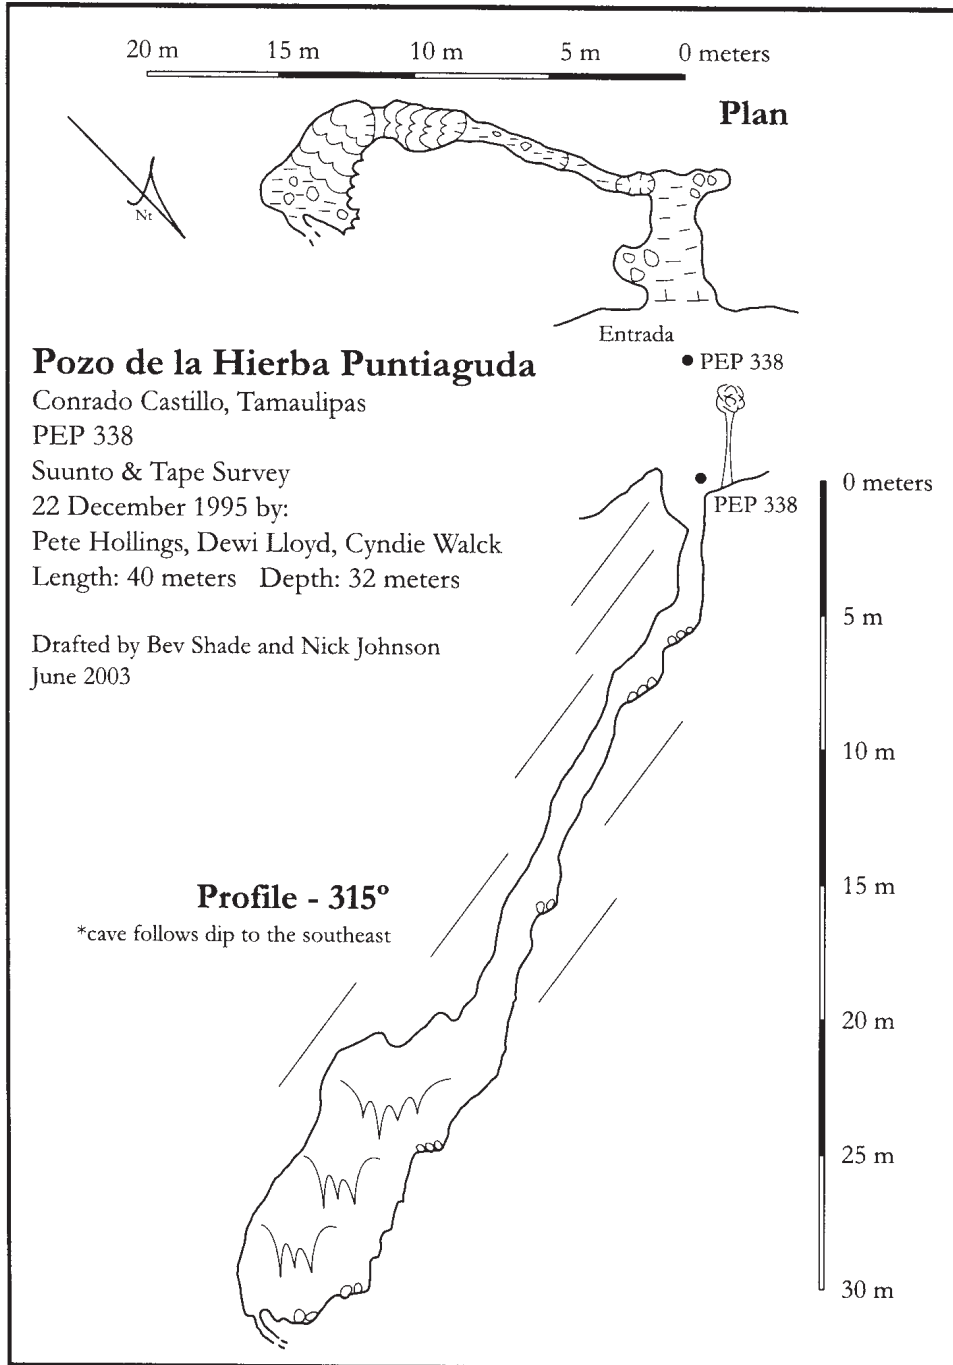 20 m 15 m 10 m 5 m 0 meters
Plan
Nt
Entrada
PEP 338
Pozo de la Hierba Puntiaguda
Conrado Castillo, Tamaulipas
PEP 338
Suunto & Tape Survey
22 December 1995 by:
Pete Hollings, Dewi Lloyd, Cyndie Walck
Length: 40 meters Depth: 32 meters
Drafted by Bev Shade and Nick Johnson
June 2003
PEP 338
0 meters
5 m
10 m
15 m
20 m
25 m
30 m
Profile - 315º
*cave follows dip to the southeast